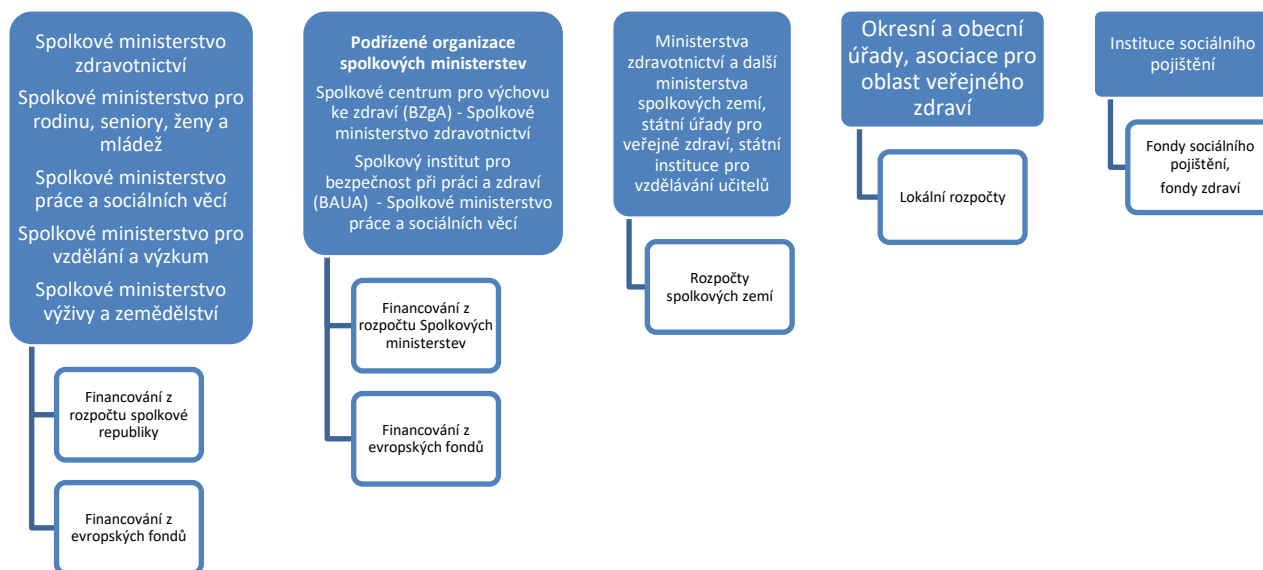 Spolkové ministerstvo
zdravotnictví
Spolkové ministerstvo pro
rodinu, seniory, ženy a
mládež
Spolkové ministerstvo
práce a sociálních věcí
Spolkové ministerstvo pro
vzdělání a výzkum
Spolkové ministerstvo
výživy a zemědělství
Financování z
rozpočtu spolkové
republiky
Financování z
evropských fondů
Podřízené organizace
spolkových ministerstev
Spolkové centrum pro výchovu
ke zdraví (BZgA) - Spolkové
ministerstvo zdravotnictví
Spolkový institut pro
bezpečnost při práci a zdraví
(BAUA)  - Spolkové ministerstvo
práce a sociálních věcí
Financování z
rozpočtu Spolkových
ministerstev
Financování z
evropských fondů
Ministerstva
zdravotnictví a další
ministerstva
spolkových zemí,
státní úřady pro
veřejné zdraví, státní
instituce pro
vzdělávání učitelů
Rozpočty
spolkových zemí
Okresní a obecní
úřady, asociace pro
oblast veřejného
zdraví
Lokální rozpočty
Instituce sociálního
pojištění
Fondy sociálního
pojištění,
fondy zdraví